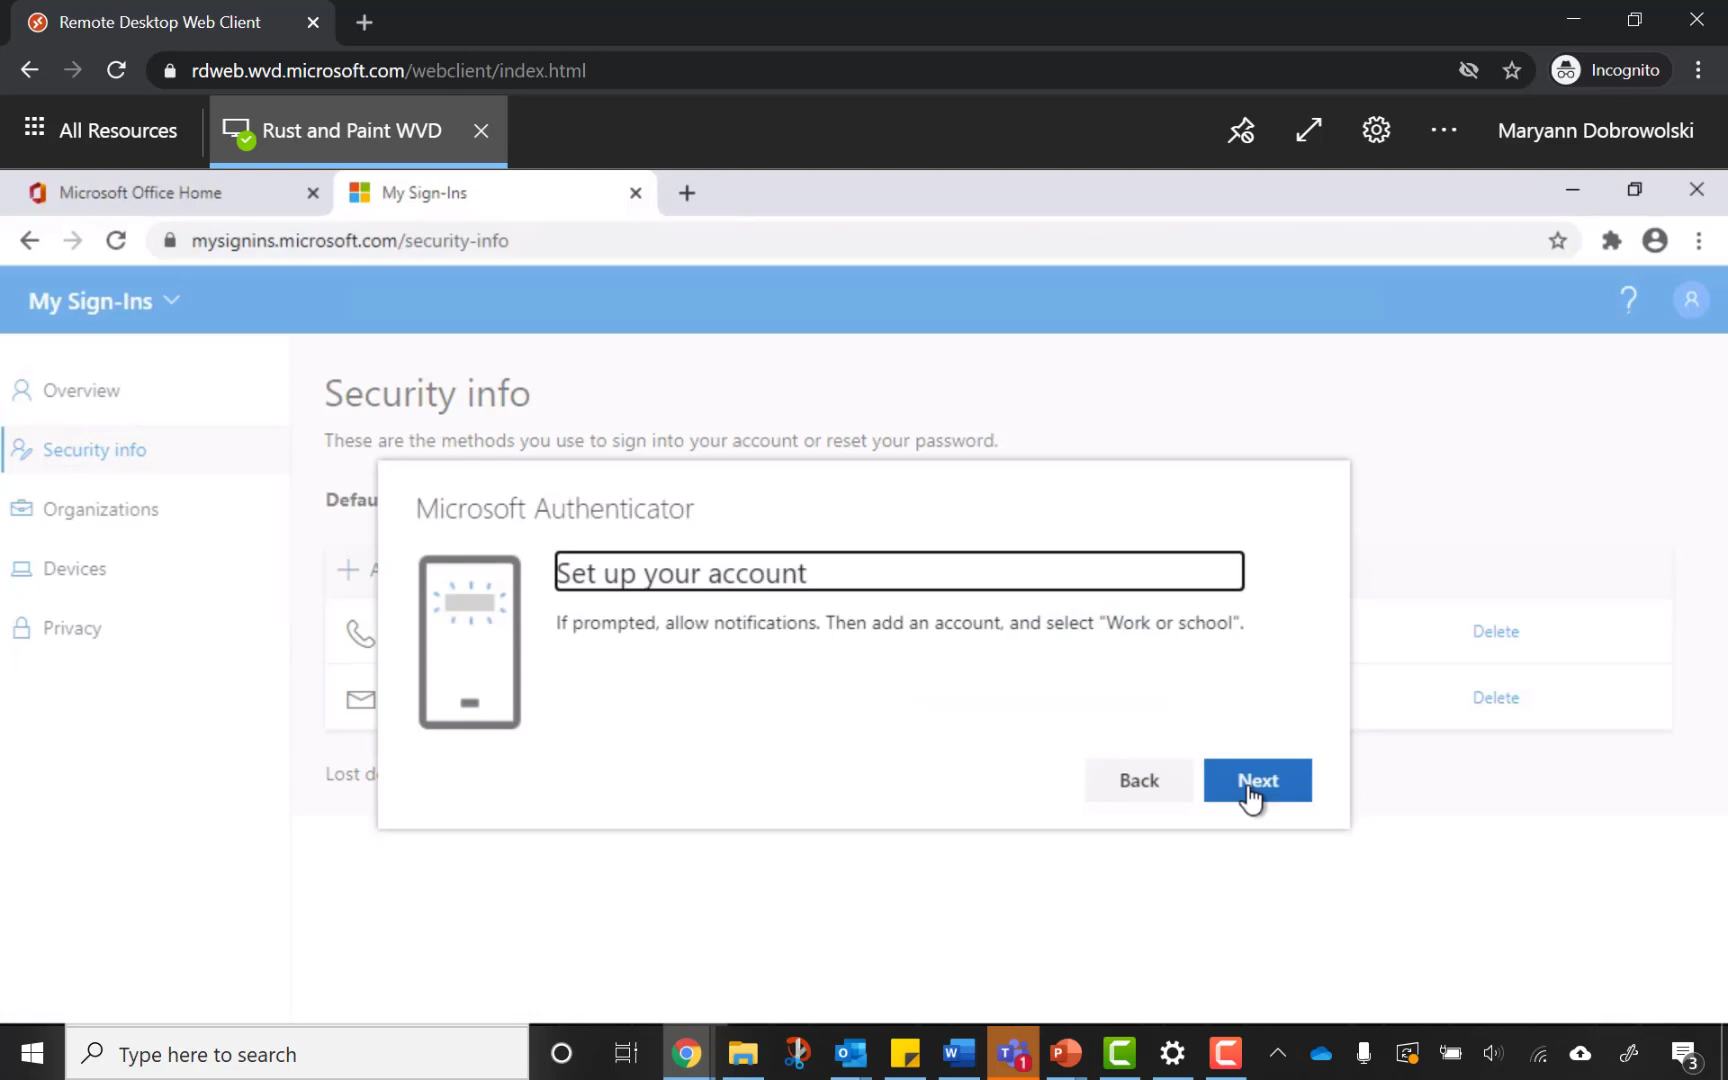 Remote Desktop Web Client
rdweb.wvd.microsoft.com/webclient/index.html
Incognito
All Resources
Rust and Paint WVD
Maryann Dobrowolski
Microsoft Office Home
My Sign-Ins
mysignins.microsoft.com/security-info
My Sign-Ins
?
Overview
Security info
Organizations
Devices
Privacy
Security info
These are the methods you use to sign into your account or reset your password.
Defau
A
Delete
Delete
Lost d
Microsoft Authenticator
Set up your account
If prompted, allow notifications. Then add an account, and select "Work or school".
Back
Next
Type here to search
1
3